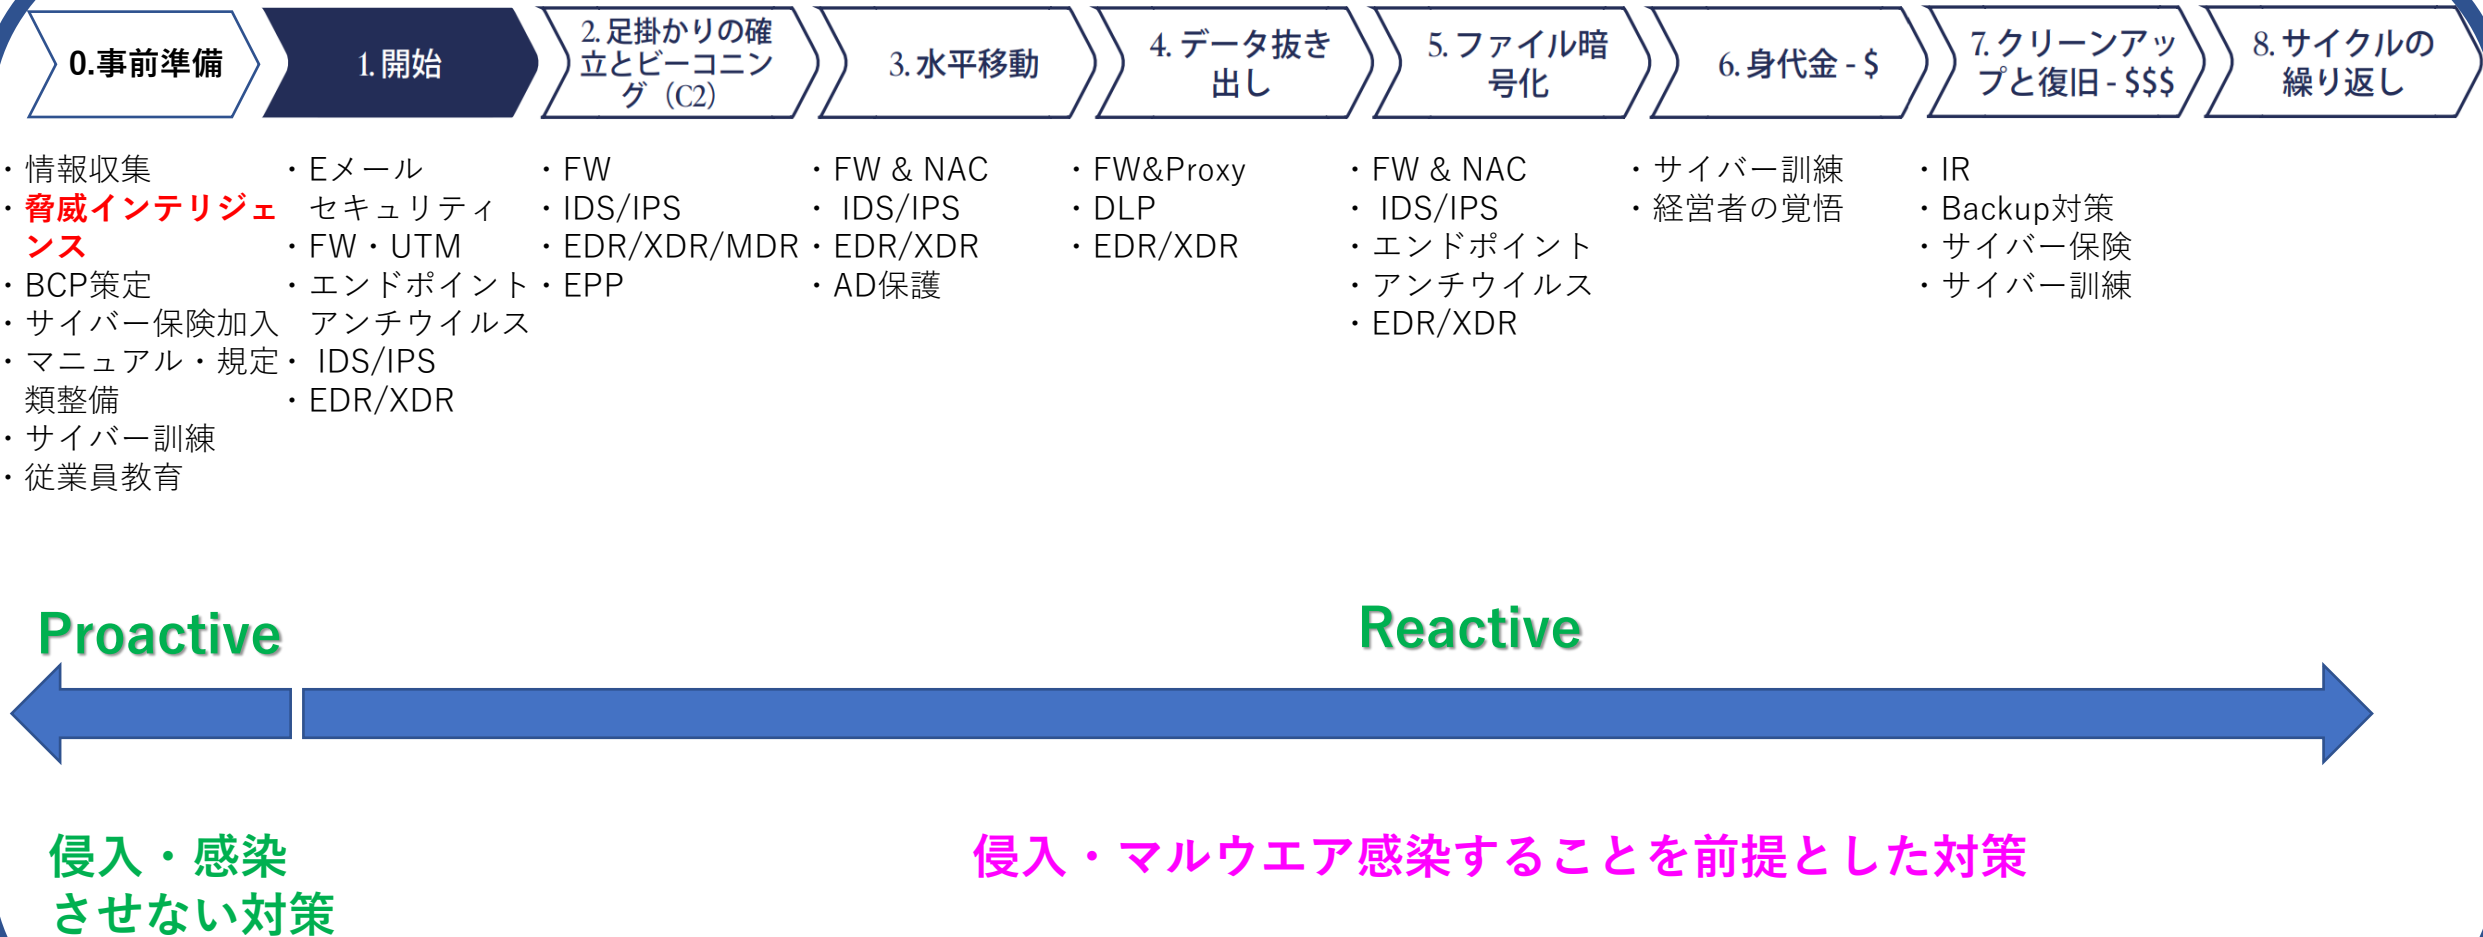 0.事前準備
1. 開始
2. 足掛かりの確
立とビーコニン
グ（C2）
3. 水平移動
4. データ抜き
出し
5. ファイル暗
号化
6. 身代金 - $
7. クリーンアッ
プと復旧 - $$$
8. サイクルの
繰り返し
・情報収集
・脅威インテリジェ
ンス
・BCP策定
・サイバー保険加入
・マニュアル・規定
類整備
・サイバー訓練
・従業員教育
・Eメール
セキュリティ
・FW・UTM
・エンドポイント
アンチウイルス
・ IDS/IPS
・EDR/XDR
・FW
・IDS/IPS
・EDR/XDR/MDR
・EPP
・FW & NAC
・ IDS/IPS
・EDR/XDR
・AD保護
・FW&Proxy
・DLP
・EDR/XDR
・FW & NAC
・ IDS/IPS
・エンドポイント
・アンチウイルス
・EDR/XDR
・サイバー訓練
・経営者の覚悟
・IR
・Backup対策
・サイバー保険
・サイバー訓練
Proactive
Reactive
侵入・感染
させない対策
侵入・マルウエア感染することを前提とした対策